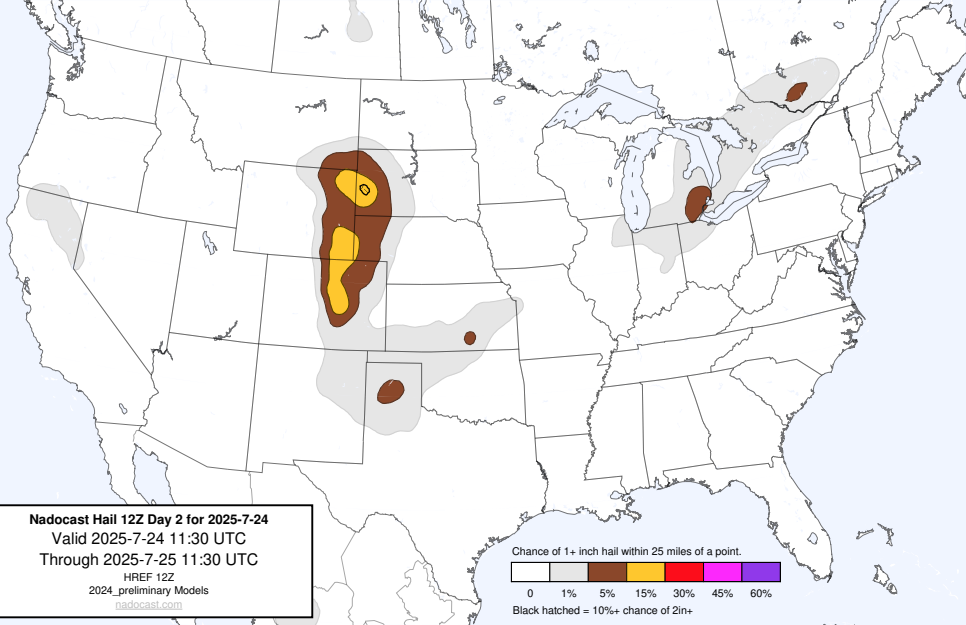 Nadocast Hail 12Z Day 2 for 2025-7-24
Valid 2025-7-24 11:30 UTC
Through 2025-7-25 11:30 UTC
HREF 12Z
2024_preliminary Models
nadocast.com
Chance of 1+ inch hail within 25 miles of a point.
0 1% 5% 15% 30% 45% 60%
Black hatched = 10%+ chance of 2in+